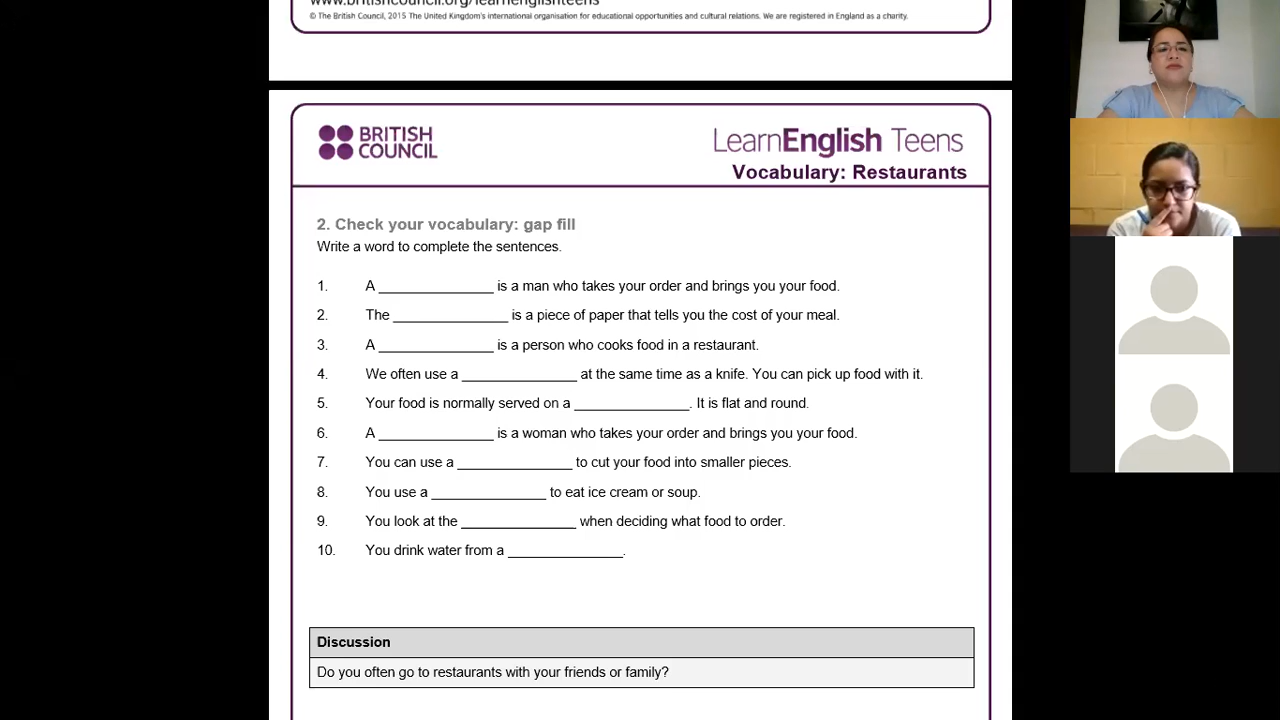 www.britishcouncil.org/learnenglishteens
© The British Council, 2015 The United Kingdom's international organisation for educational opportunities and cultural relations. We are registered in England as a charity.
BRITISH
COUNCIL
LearnEnglish Teens
Vocabulary: Restaurants
2. Check your vocabulary: gap fill
Write a word to complete the sentences.
1. A _______________ is a man who takes your order and brings you your food.
2. The _______________ is a piece of paper that tells you the cost of your meal.
3. A _______________ is a person who cooks food in a restaurant.
4. We often use a _______________ at the same time as a knife. You can pick up food with it.
5. Your food is normally served on a _______________. It is flat and round.
6. A _______________ is a woman who takes your order and brings you your food.
7. You can use a _______________ to cut your food into smaller pieces.
8. You use a _______________ to eat ice cream or soup.
9. You look at the _______________ when deciding what food to order.
10. You drink water from a _______________.
Discussion
Do you often go to restaurants with your friends or family?